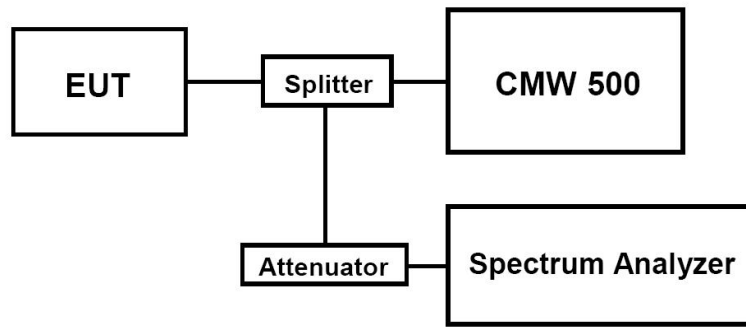 EUT
Splitter
CMW 500
Attenuator
Spectrum Analyzer